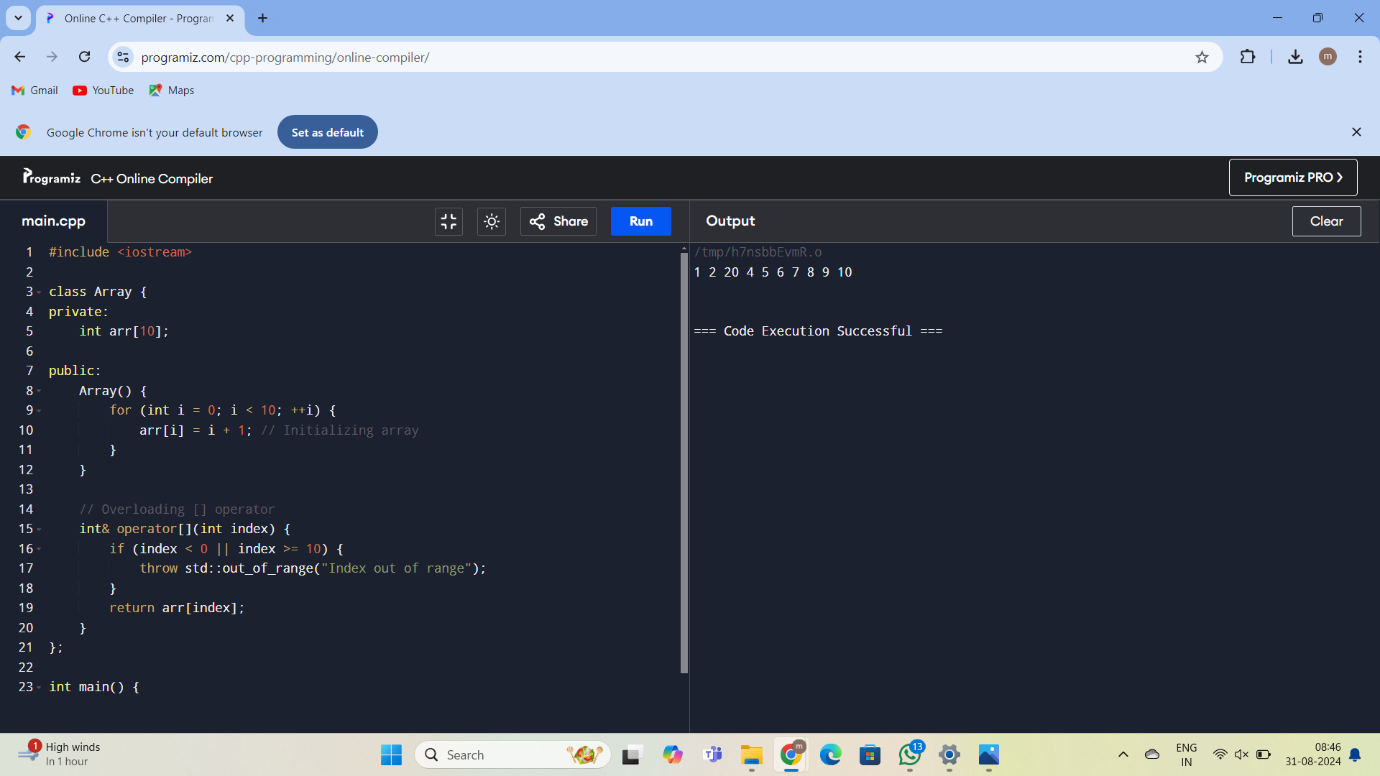 Online C++ Compiler - Program
programiz.com/cpp-programming/online-compiler/
m
Gmail YouTube Maps
Google Chrome isn't your default browser Set as default
Programiz C++ Online Compiler Programiz PRO
main.cpp Share Run Output Clear
1 #include <iostream>
2
3 class Array {
4 private:
5 int arr[10];
6
7 public:
8 Array() {
9 for (int i = 0; i < 10; ++i) {
10 arr[i] = i + 1; // Initializing array
11 }
12 }
13
14 // Overloading [] operator
15 int& operator[](int index) {
16 if (index < 0 || index >= 10) {
17 throw std::out_of_range("Index out of range");
18 }
19 return arr[index];
20 }
21 };
22
23 int main() {
/tmp/h7nsbbEvmR.o
1 2 20 4 5 6 7 8 9 10
=== Code Execution Successful ===
1 High winds
In 1 hour
Search
m
13
ENG
IN
08:46
31-08-2024